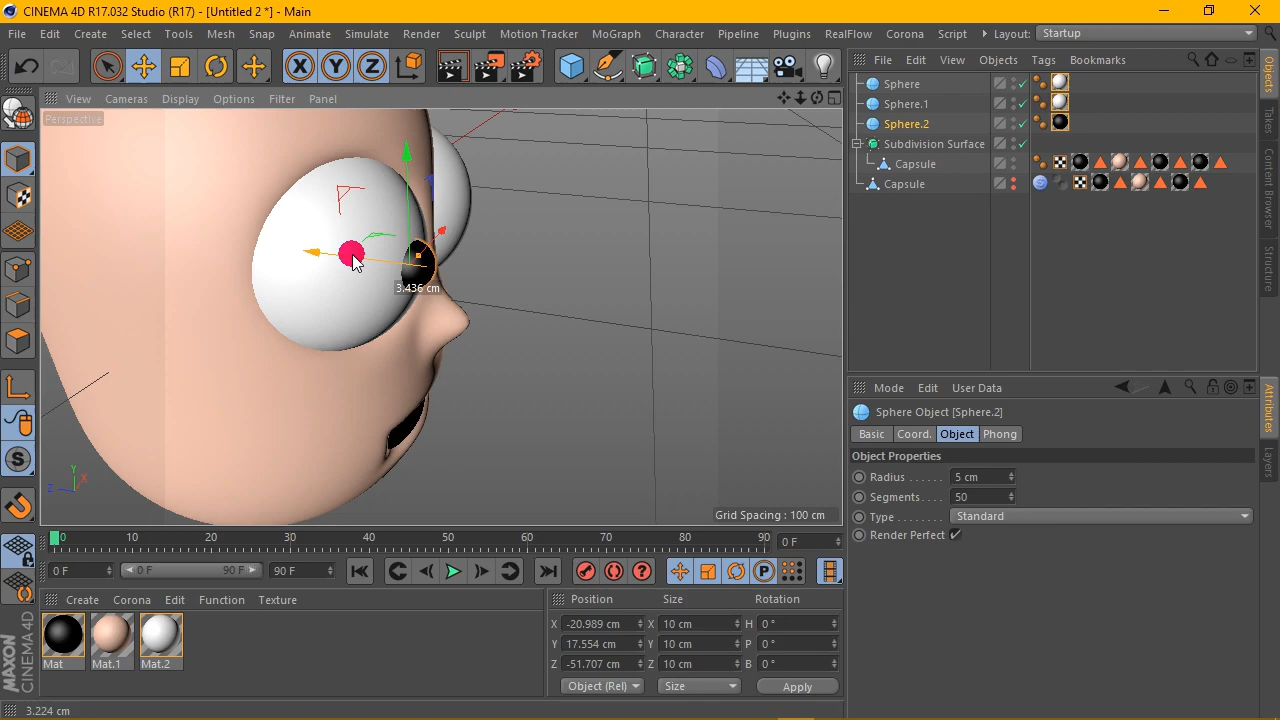 CINEMA 4D R17.032 Studio (R17) - [Untitled 2 *] - Main
File Edit Create Select Tools Mesh Snap Animate Simulate Render Sculpt Motion Tracker MoGraph Character Pipeline Plugins RealFlow Corona Script Layout: Startup
X Y Z
File Edit View Objects Tags Bookmarks
View Cameras Display Options Filter Panel
Perspective
Sphere
Sphere.1
Sphere.2
Subdivision Surface
Capsule
Capsule
Objects
Takes
Content Browser
Structure
3.436 cm
Y
X
Z
Grid Spacing : 100 cm
Mode Edit User Data
Sphere Object [Sphere.2]
Basic Coord. Object Phong
Object Properties
Radius 5 cm
Segments 50
Type Standard
Render Perfect
Attributes
Layers
S
0 10 20 30 40 50 60 70 80 90 0 F
0 F 0 F 90 F 90 F
P
Create Corona Edit Function Texture
Mat Mat.1 Mat.2
Position Size Rotation
X -20.989 cm X 10 cm H 0 °
Y 17.554 cm Y 10 cm P 0 °
Z -51.707 cm Z 10 cm B 0 °
Object (Rel) Size Apply
MAXON
CINEMA 4D
3.224 cm